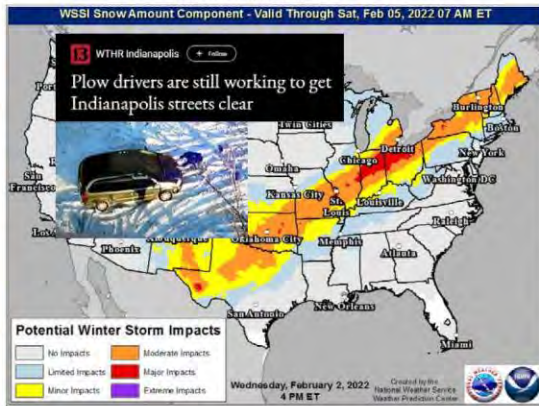 WSSI Snow Amount Component - Valid Through Sat, Feb 05, 2022 07 AM ET
13 WTHR Indianapolis + Follow
Plow drivers are still working to get
Indianapolis streets clear
Burlington
Twin Cities
Boston
Detroit
Chicago
New York
Omaha
San
Francisco
Washington DC
Kansas City
St.
Louis
Louisville
Raleigh
Albuquerque
Oklahoma City
Memphis
Phoenix
Atlanta
San Antonio
New Orleans
Miami
Potential Winter Storm Impacts
No Impacts
Moderate Impacts
Limited Impacts
Major Impacts
Minor Impacts
Extreme Impacts
Wednesday, February 2, 2022
4 PM ET
Created by the
National Weather Service
Weather Prediction Center